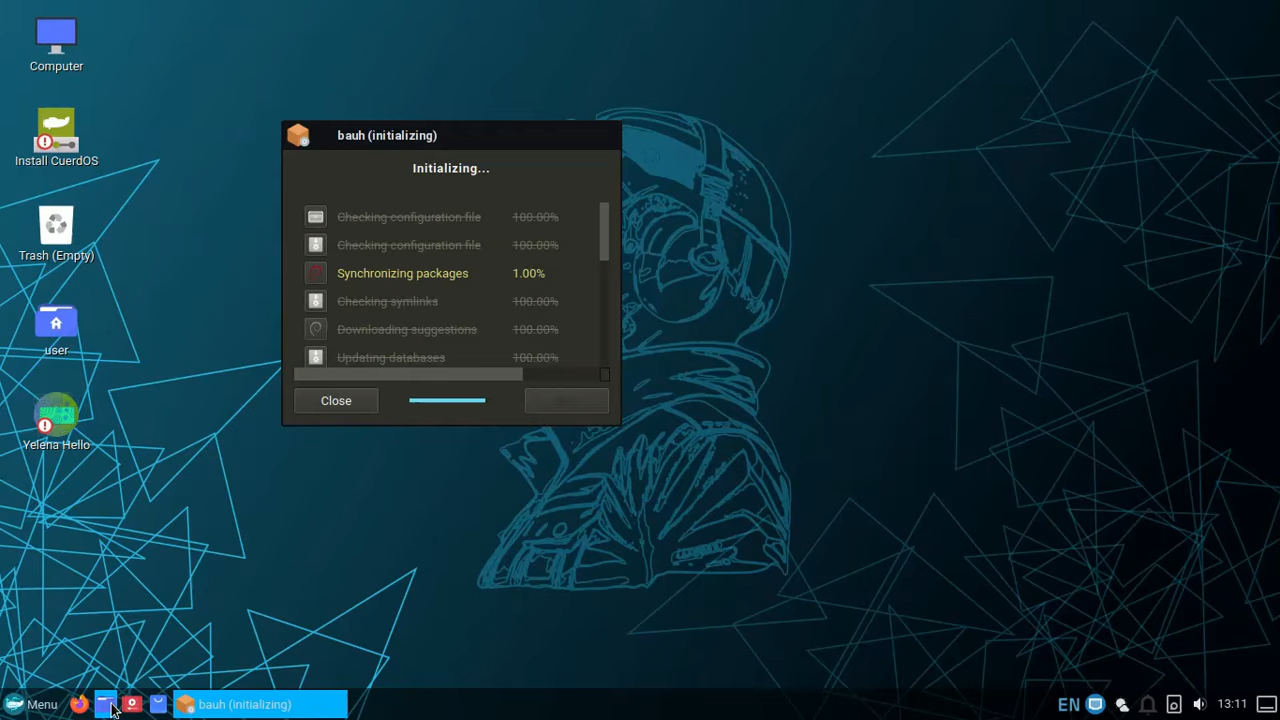 Computer
Install CuerdOS
Trash (Empty)
user
Yelena Hello
bauh (initializing)
Initializing...
Checking configuration file 100.00%
Checking configuration file 100.00%
Synchronizing packages 1.00%
Checking symlinks 100.00%
Downloading suggestions 100.00%
Updating databases 100.00%
Close
Menu
bauh (initializing)
EN
13:11